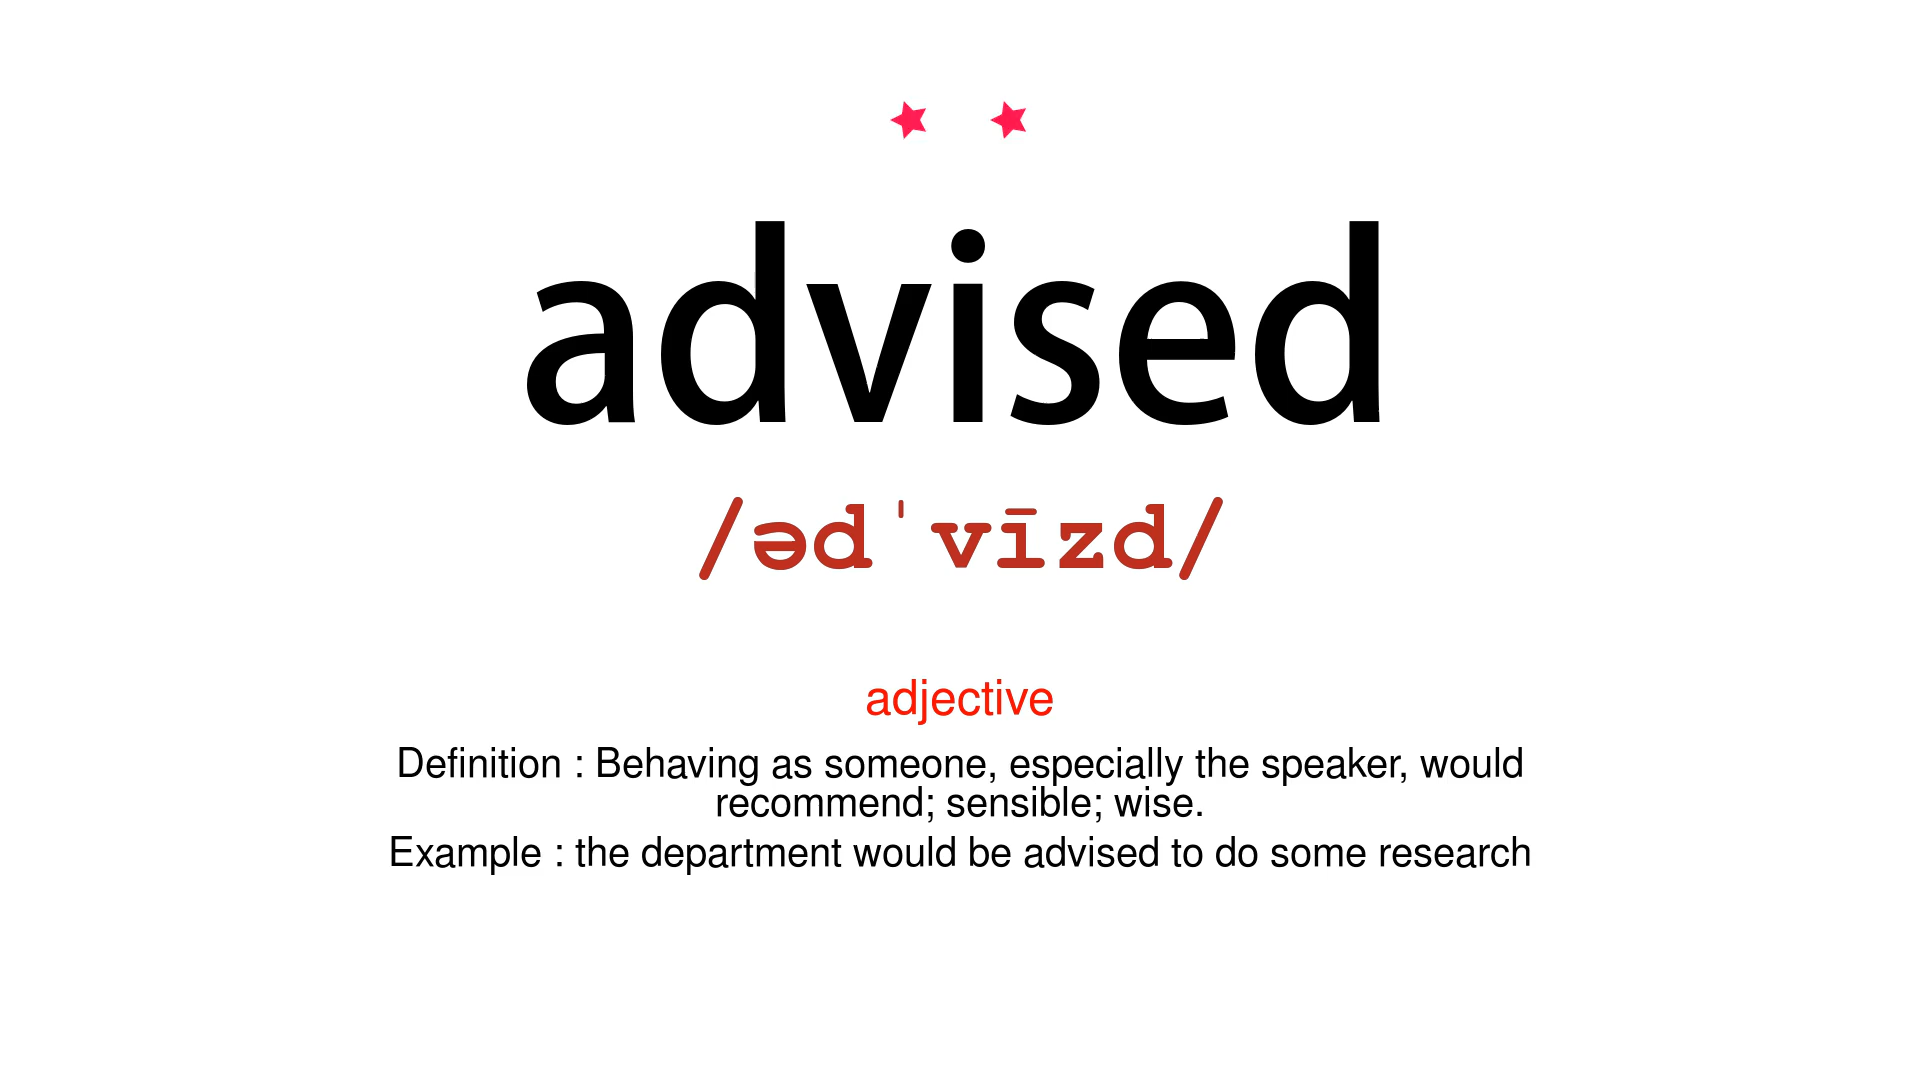 advised
/ədˈvīzd/
adjective
Definition : Behaving as someone, especially the speaker, would
recommend; sensible; wise.
Example : the department would be advised to do some research